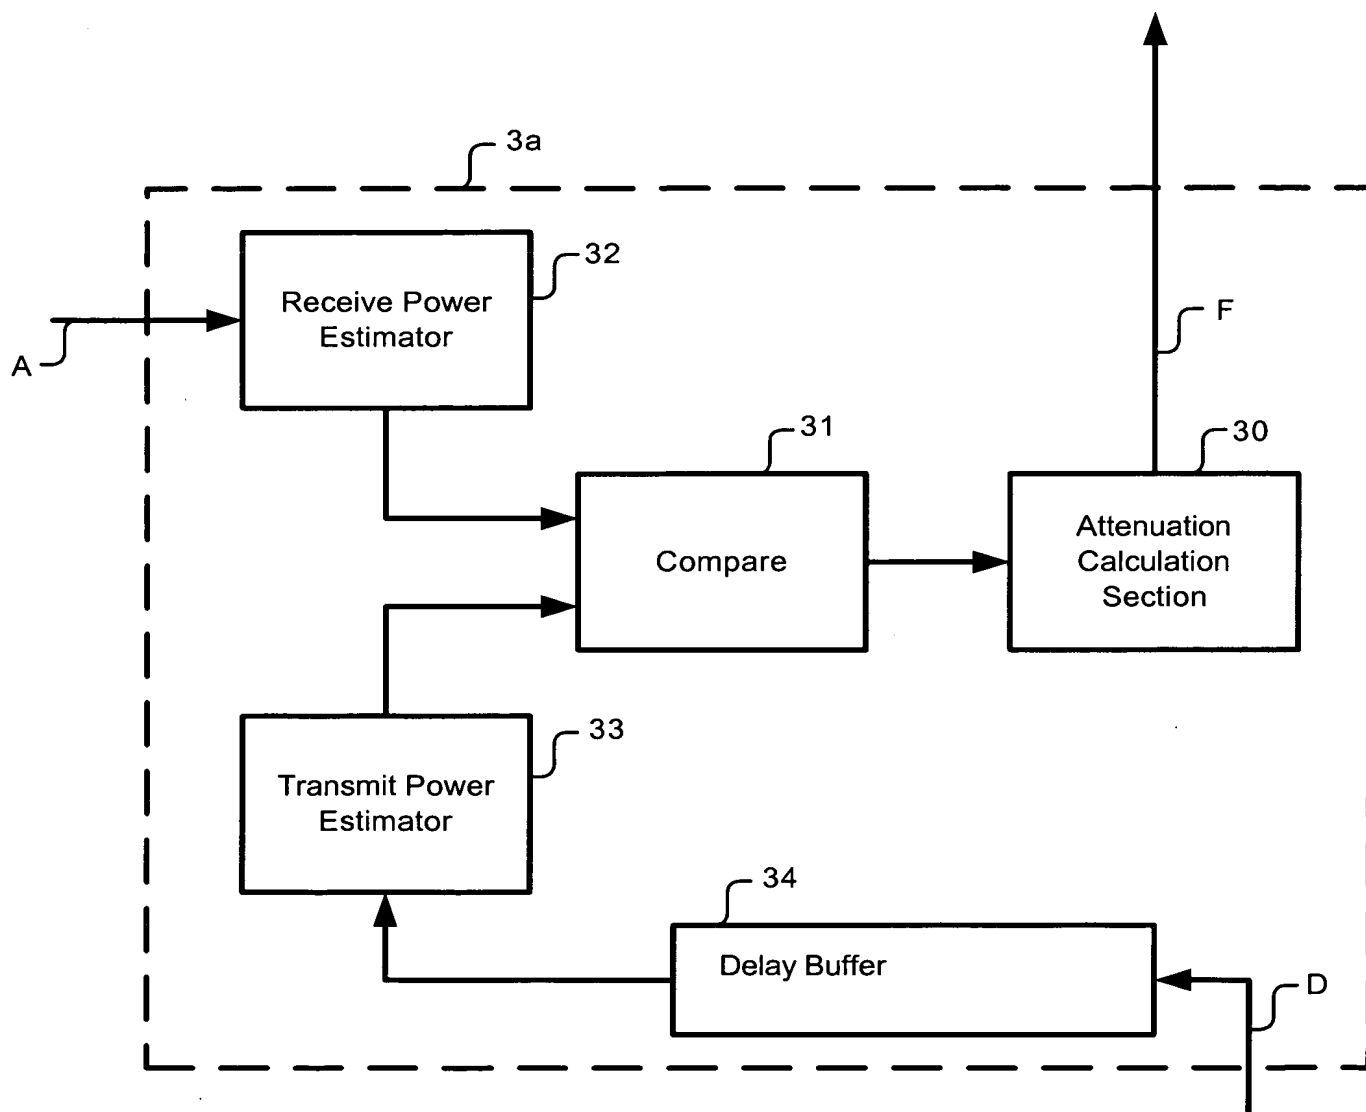 3a
32
Receive Power
Estimator
A
F
31
30
Compare
Attenuation
Calculation
Section
33
Transmit Power
Estimator
34
Delay Buffer
D